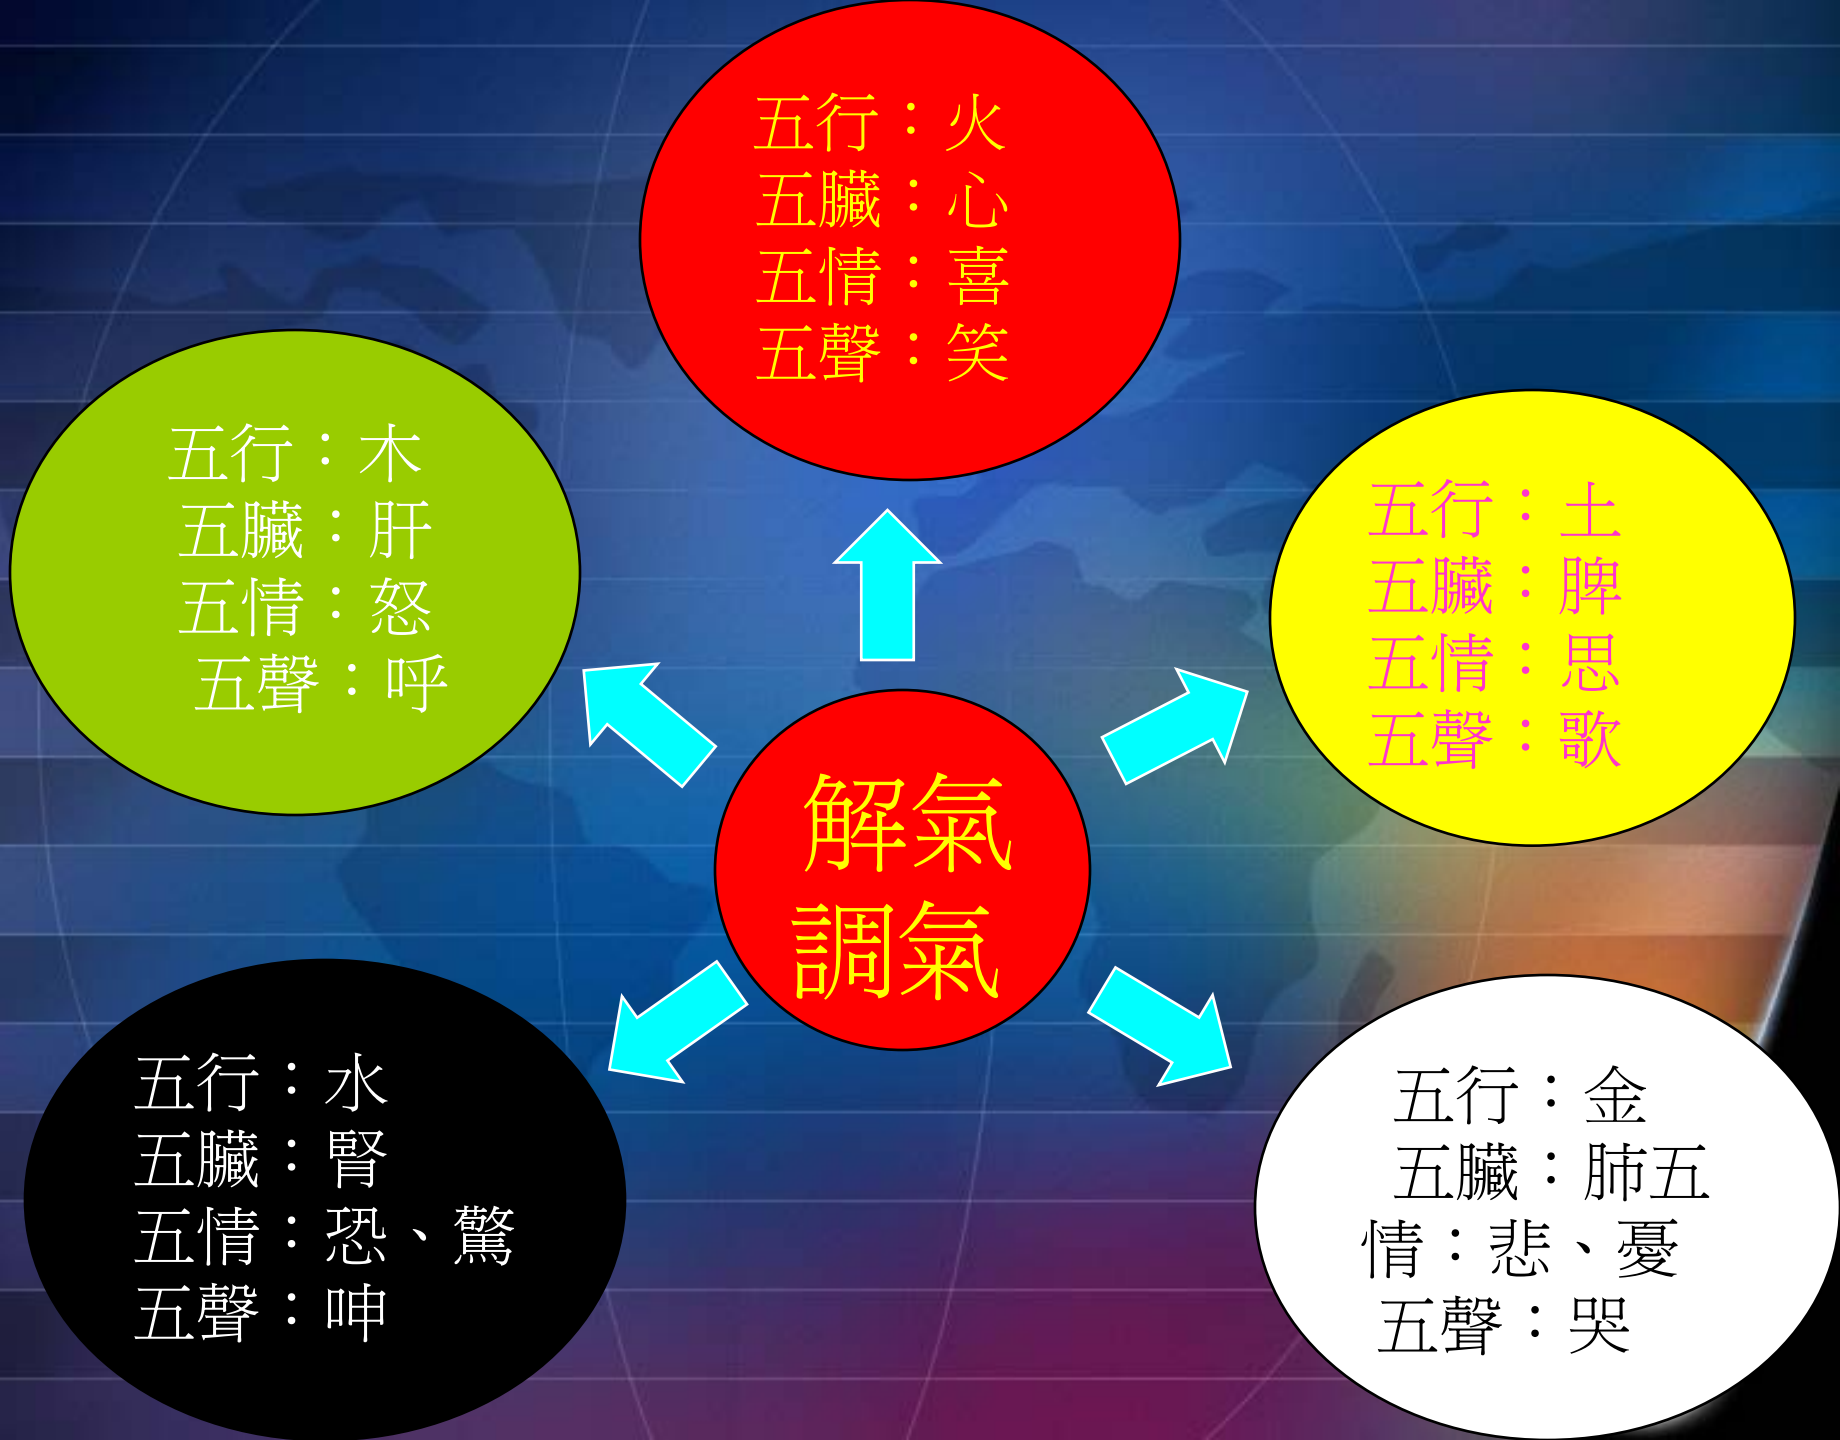 五行：火
五臟：心
五情：喜
五聲：笑
五行：木
五臟：肝
五情：怒
五聲：呼
五行：土
五臟：脾
五情：思
五聲：歌
解氣
調氣
五行：水
五臟：腎
五情：恐、驚
五聲：呻
五行：金
五臟：肺五
情：悲、憂
五聲：哭